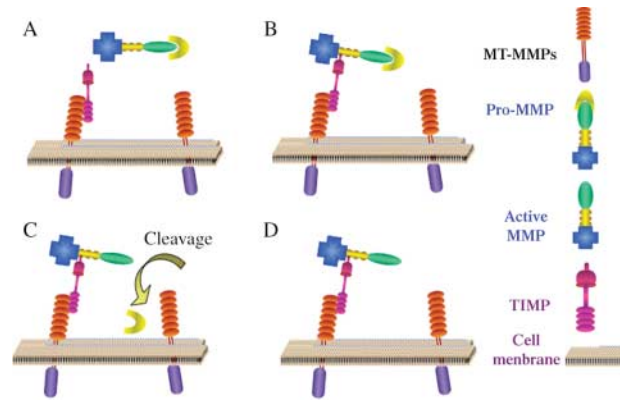 A
B
MT-MMPs
Pro-MMP
C
Cleavage
D
Active
MMP
TIMP
Cell
menbrane